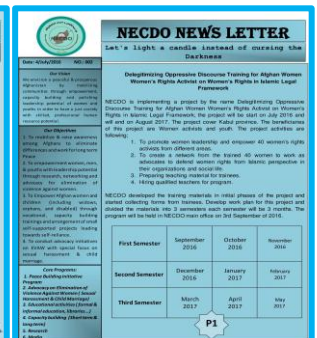 NECDO NEWS LETTER
Let's light a candle instead of cursing the
Darkness
Date: 4/July/2016 NO:
Our Vision
We envision a peaceful & prosperous
Afghanistan by
communities through empowerment,
capacity building and
leadership potential of women and
youths in order to have a just society
with skilled, professional human
resource potential.
Our Objectives
1. To mobilize & raise awareness
among Afghans to eliminate
differences and work for long term
Peace
2. To empowerment women, men,
& youths with leadership potential
through research, networking and
advocacy for elimination of
violence against women.
3. To Empower Afghan women and
children (including widows,
orphans, and disabled) through
vocational, capacity building
trainings and arrangement of small
self-supported projects leading
towards self-reliance.
4. To conduct advocacy initiatives
on EVAW with special focus on
sexual harassment & child
marriage.
Core Programs:
1. Peace Building Initiative
Program
2. Advocacy on Elimination of
Violence Against Women (Sexual
Harassment & Child Marriage)
3. Educational activities (formal &
informal education, libraries...)
4. Capacity building (Short term &
long term)
5. Research
6. Media
Delegitimizing Oppressive Discourse Training for Afghan Women
Women's Rights Activist on Women's Rights in Islamic Legal
Framework
NECDO is implementing a project by the name Delegitimizing Oppressive
Discourse Training for Afghan Women Women's Rights Activist on Women's
Rights in Islamic Legal Framework, the project will be start on July 2016 and
will end on August 2017. The project cover Kabul province. The beneficiaries
of this project are Women activists and youth. The project activities are
following:
1. To promote women leadership and empower 40 women's rights
activists from different areas.
2. To create a network from the trained 40 women to work as
advocates to defend women rights from Islamic perspective in
their organizations and social life.
3. Preparing teaching material for trainees.
4. Hiring qualified teachers for program.
NECDO developed the training materials in initial phases of the project and
started collecting forms from trainees. Develop work plan for this project and
divided the materials into 3 semesters each semester will be 3 months. The
program will be held in NECDO main office on 3rd September of 2016.
First Semester September 2016 October 2016 November 2016
Second Semester December 2016 January 2017 February 2017
Third Semester March 2017 April 2017 May 2017
P1